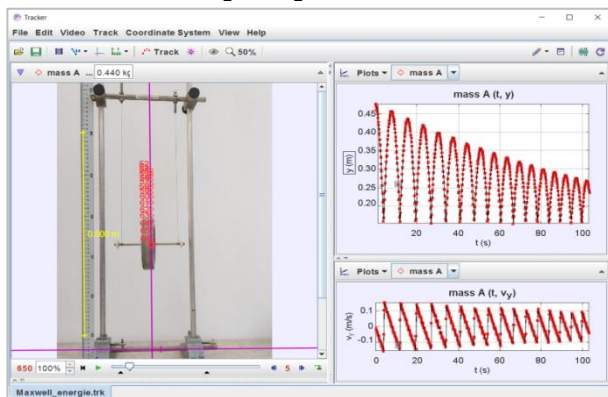 Tracker
File Edit Video Track Coordinate System View Help
Track 50%
mass A ... 0.440 kg
Plots mass A
mass A (t, y)
y (m)
0.45
0.40
0.35
0.30
0.25
0.20
20 40 60 80 100
t (s)
Plots mass A
mass A (t, vy)
vy (m/s)
0.1
0
-0.1
0 20 40 60 80 100
t (s)
650 100% 5
Maxwell_energie.trk